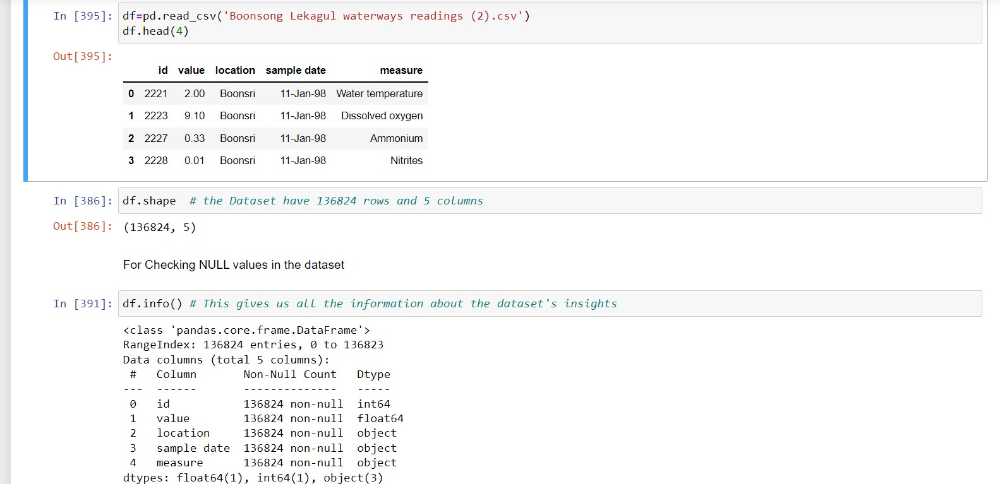 In [395]: df=pd.read_csv('Boonsong Lekagul waterways readings (2).csv')
df.head(4)
Out[395]:
id value location sample date measure
0 2221 2.00 Boonsri 11-Jan-98 Water temperature
1 2223 9.10 Boonsri 11-Jan-98 Dissolved oxygen
2 2227 0.33 Boonsri 11-Jan-98 Ammonium
3 2228 0.01 Boonsri 11-Jan-98 Nitrites
In [386]: df.shape # the Dataset have 136824 rows and 5 columns
Out[386]: (136824, 5)
For Checking NULL values in the dataset
In [391]: df.info() # This gives us all the information about the dataset's insights
<class 'pandas.core.frame.DataFrame'>
RangeIndex: 136824 entries, 0 to 136823
Data columns (total 5 columns):
# Column Non-Null Count Dtype
--- ------ -------------- -----
0 id 136824 non-null int64
1 value 136824 non-null float64
2 location 136824 non-null object
3 sample date 136824 non-null object
4 measure 136824 non-null object
dtypes: float64(1), int64(1), object(3)